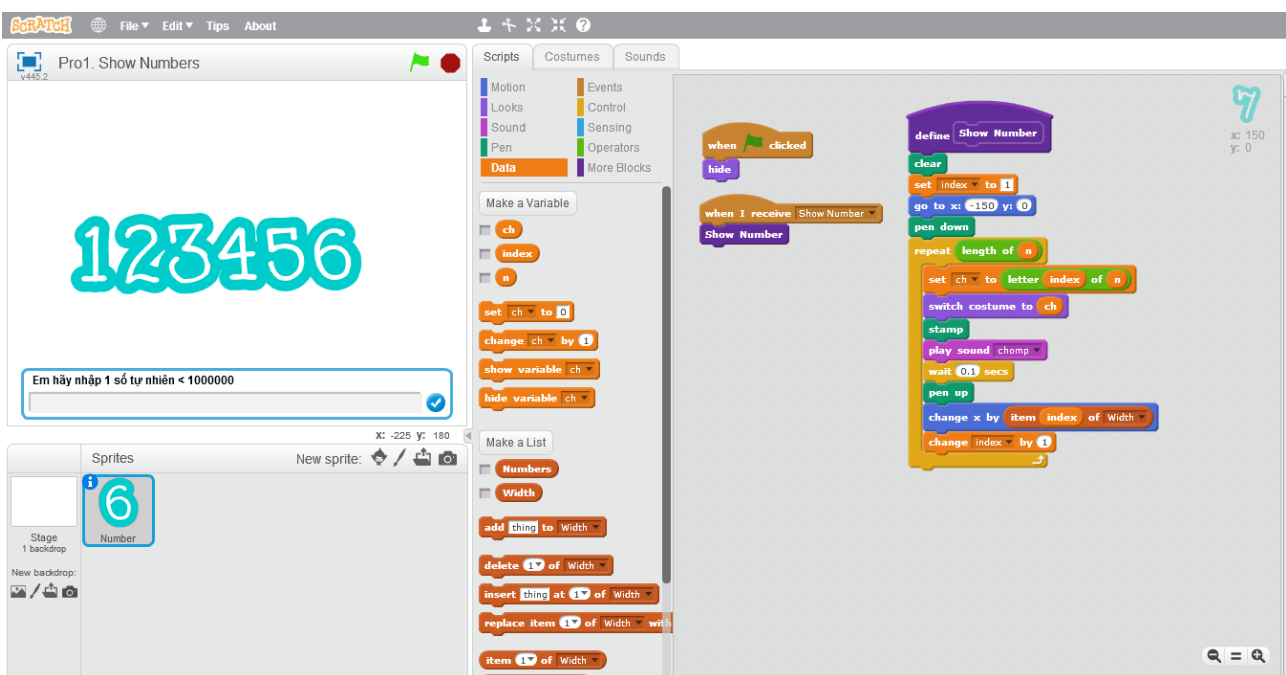 SCRATCH File Edit Tips About
v445.2
Pro1. Show Numbers
123456
Em hãy nhập 1 số tự nhiên < 1000000
X: -225 y: 180
Sprites
New sprite:
Stage
1 backdrop
New backdrop:
6
Number
Scripts Costumes Sounds
Motion Events
Looks Control
Sound Sensing
Pen Operators
Data More Blocks
Make a Variable
ch
index
n
set ch to 0
change ch by 1
show variable ch
hide variable ch
Make a List
Numbers
Width
add thing to Width
delete 1 of Width
insert thing at 1 of Width
replace item 1 of Width with
item 1 of Width
when clicked
hide
when I receive Show Number
Show Number
define Show Number
clear
set index to 1
go to x: -150 y: 0
pen down
repeat length of n
set ch to letter index of n
switch costume to ch
stamp
play sound chomp
wait 0.1 secs
pen up
change x by item index of Width
change index by 1
7
x: 150
y: 0